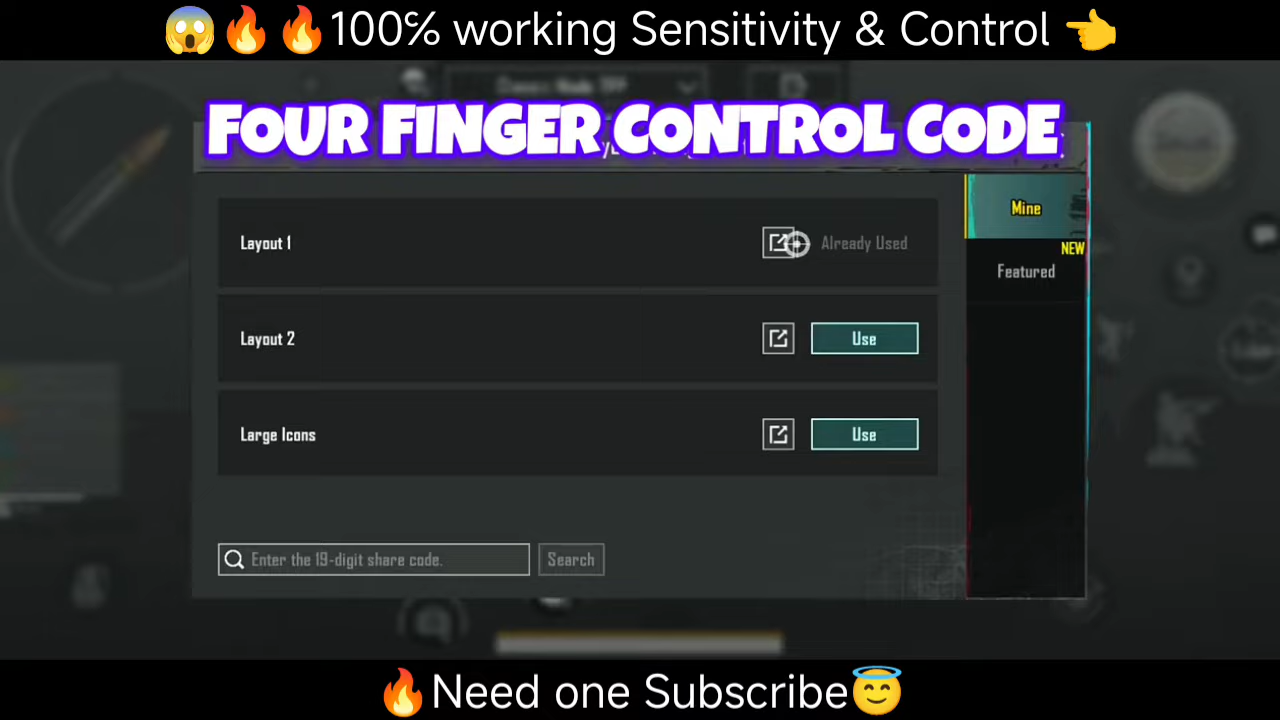 😱🔥🔥100% working Sensitivity & Control 👈
FOUR FINGER CONTROL CODE
Mine
Layout 1 Already Used
NEW
Featured
Layout 2 Use
Large Icons Use
Enter the 19-digit share code. Search
🔥Need one Subscribe😇